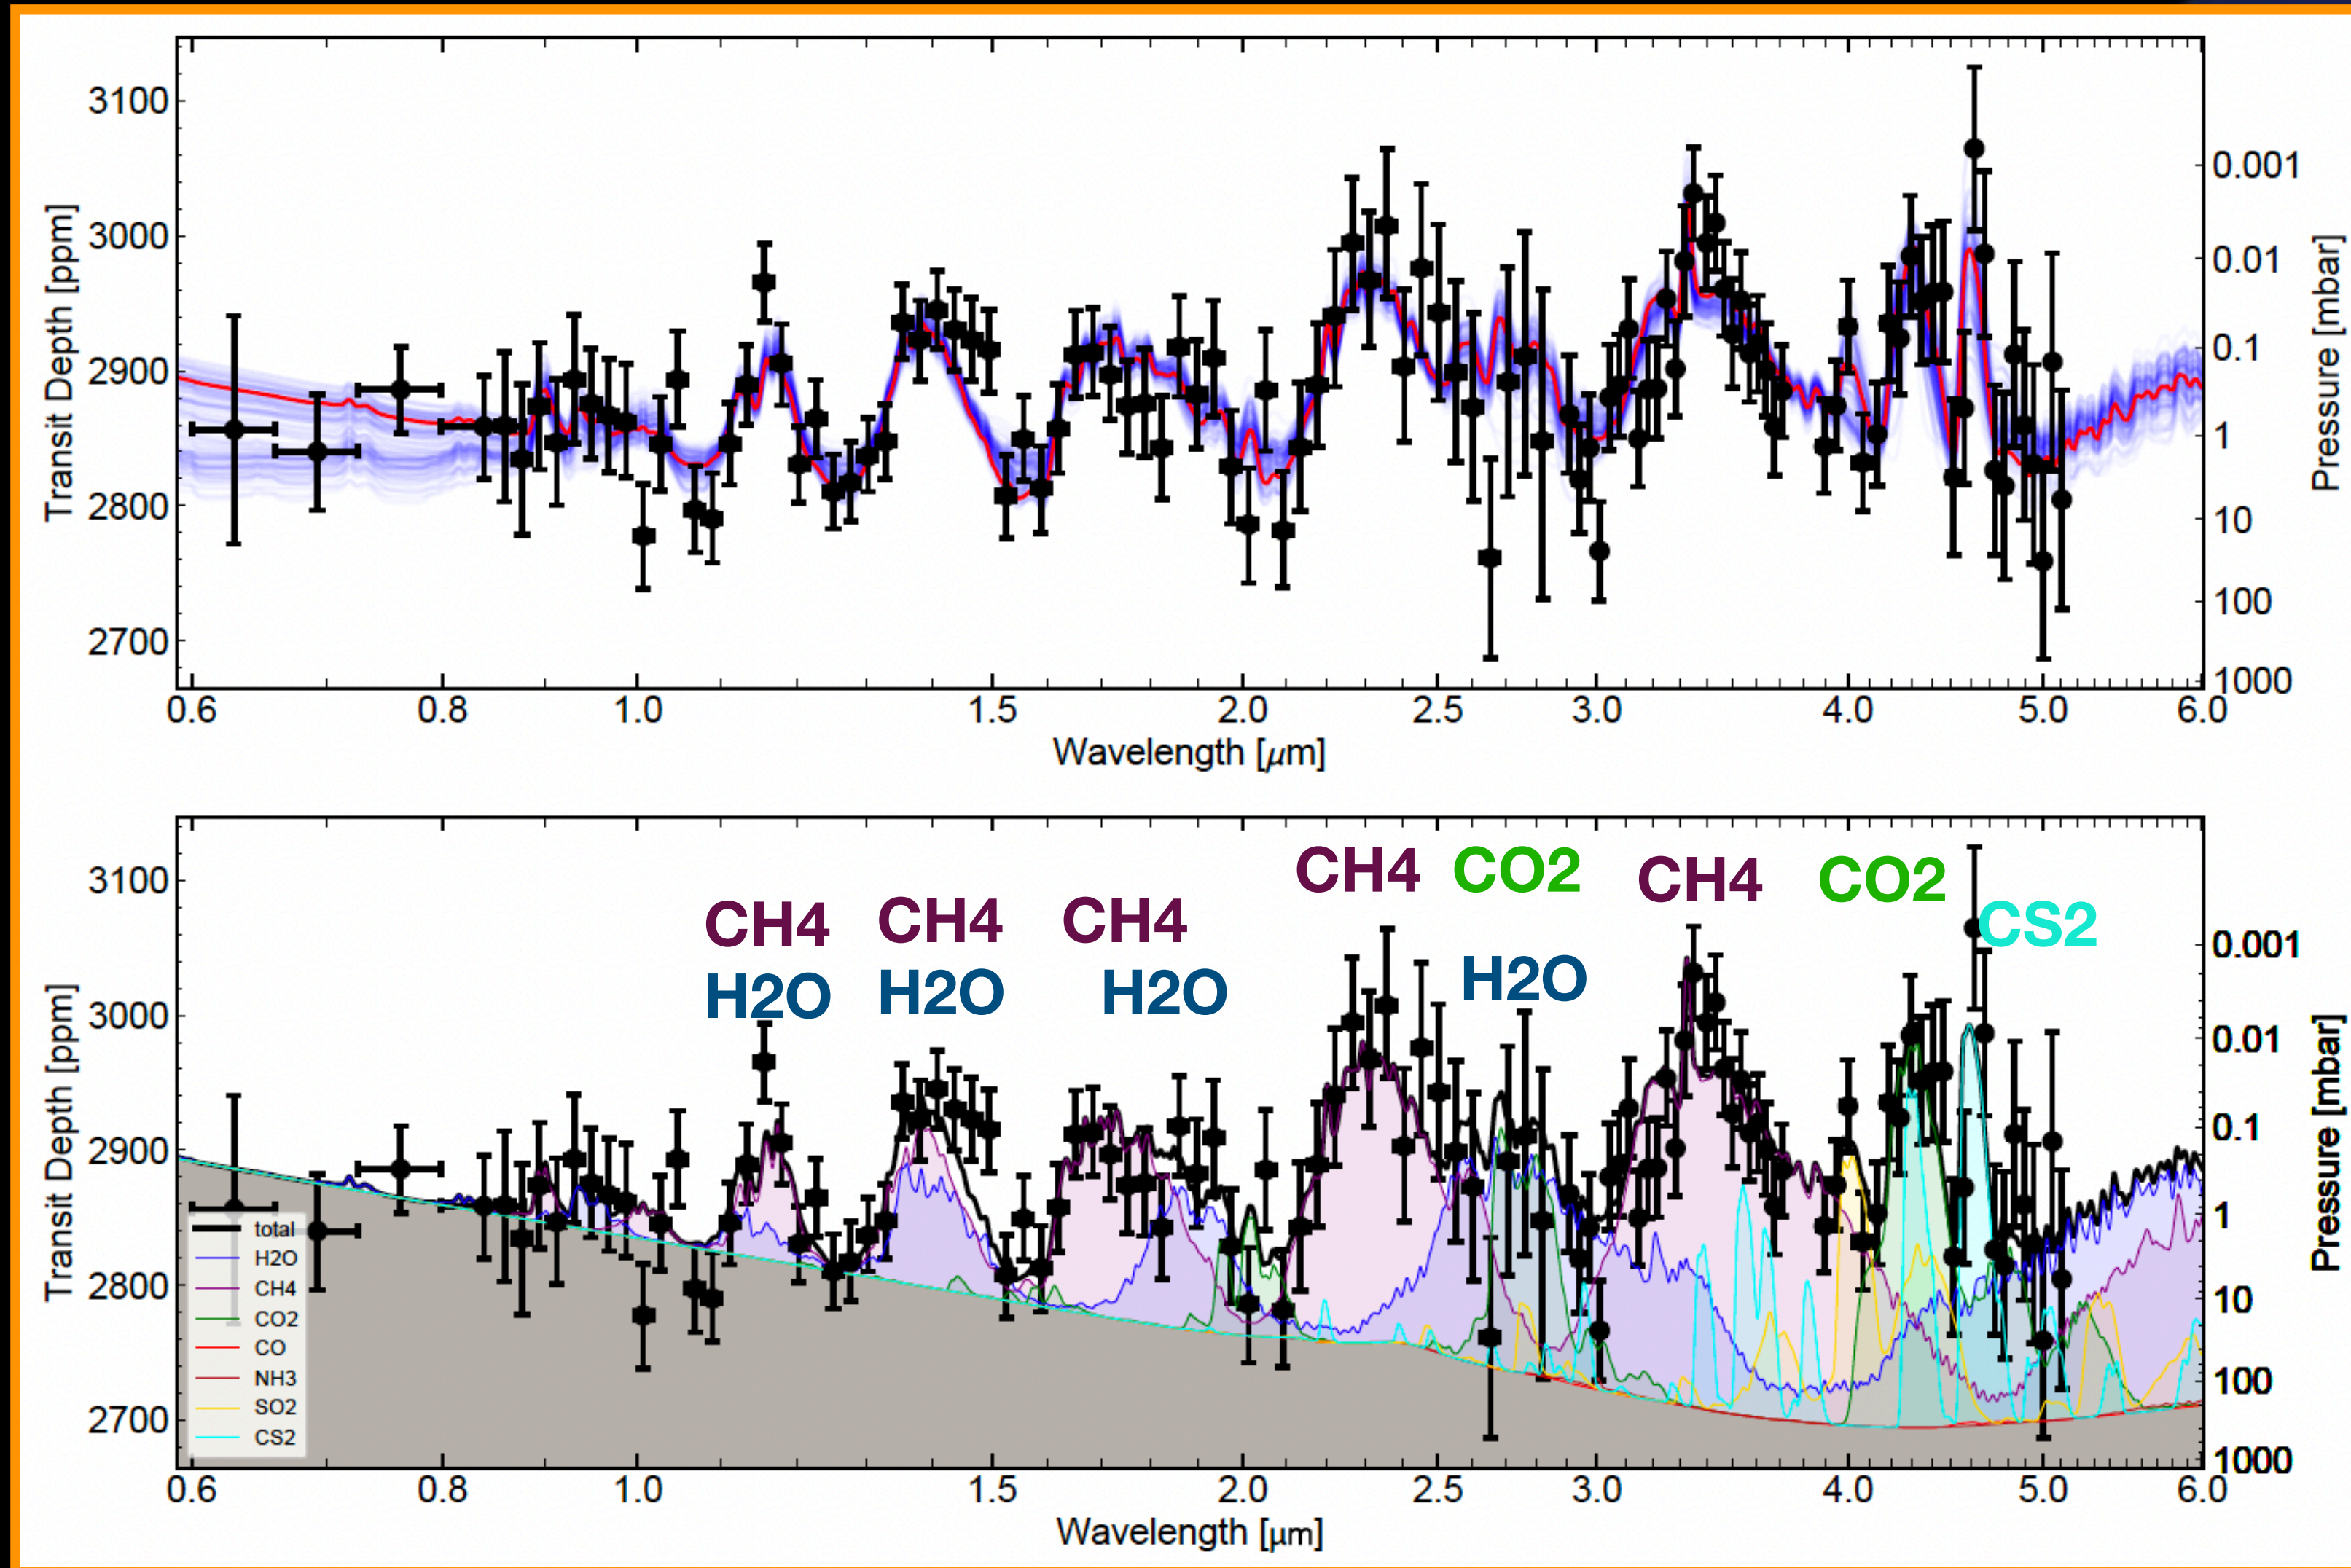 3100
3000
2900
2800
2700
Transit Depth [ppm]
0.001
0.01
0.1
1
10
100
1000
Pressure [mbar]
0.6 0.8 1.0 1.5 2.0 2.5 3.0 4.0 5.0 6.0
Wavelength [μm]
3100
3000
2900
2800
2700
Transit Depth [ppm]
CH4 CO2 CH4 CO2
CH4 CH4 CH4 CS2
H2O H2O H2O H2O
total
H2O
CH4
CO2
CO
NH3
SO2
CS2
0.001
0.01
0.1
1
10
100
1000
Pressure [mbar]
0.6 0.8 1.0 1.5 2.0 2.5 3.0 4.0 5.0 6.0
Wavelength [μm]